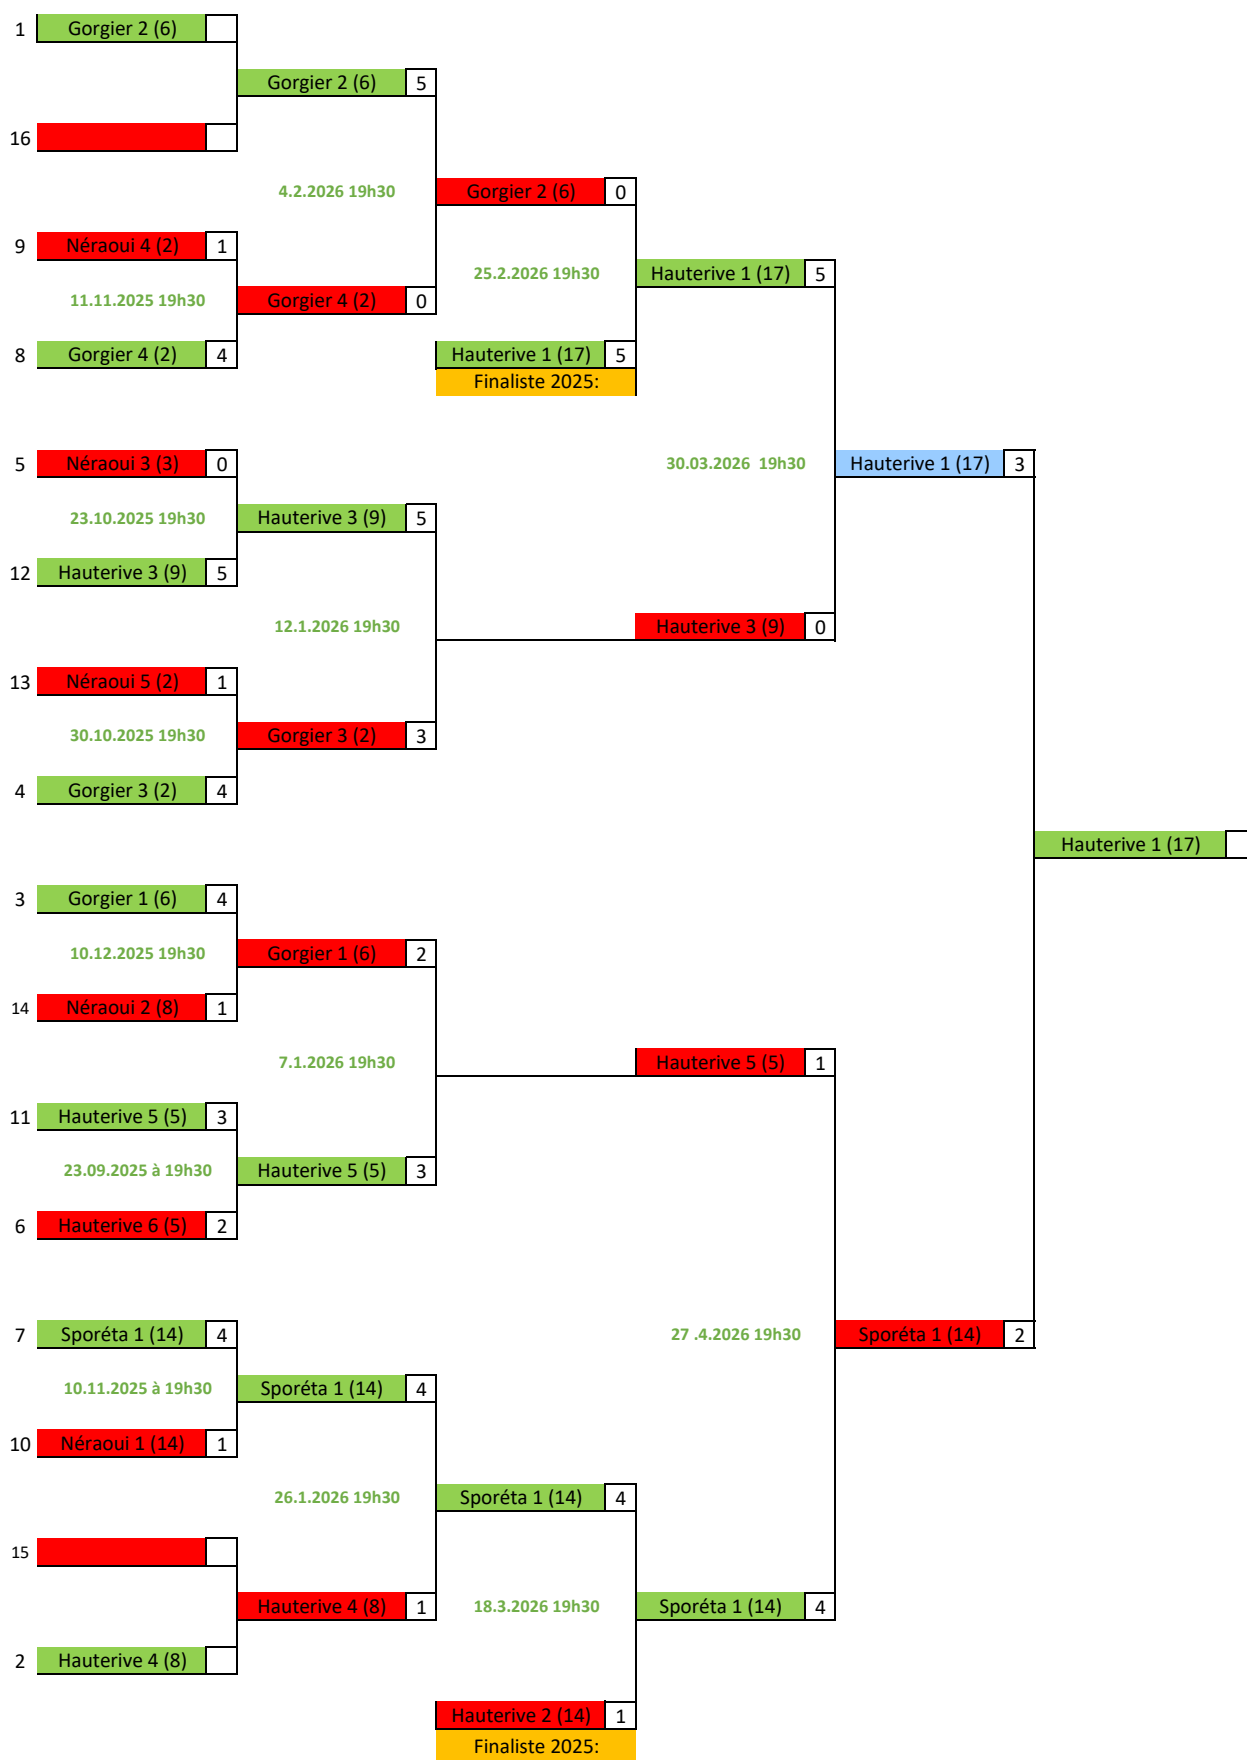 1 Gorgier 2 (6)
Gorgier 2 (6) 5
16
4.2.2026 19h30 Gorgier 2 (6) 0
9 Néraoui 4 (2) 1
25.2.2026 19h30 Hauterive 1 (17) 5
11.11.2025 19h30 Gorgier 4 (2) 0
8 Gorgier 4 (2) 4 Hauterive 1 (17) 5
Finaliste 2025:
5 Néraoui 3 (3) 0 30.03.2026 19h30 Hauterive 1 (17) 3
23.10.2025 19h30 Hauterive 3 (9) 5
12 Hauterive 3 (9) 5
12.1.2026 19h30 Hauterive 3 (9) 0
13 Néraoui 5 (2) 1
30.10.2025 19h30 Gorgier 3 (2) 3
4 Gorgier 3 (2) 4
Hauterive 1 (17)
3 Gorgier 1 (6) 4
10.12.2025 19h30 Gorgier 1 (6) 2
14 Néraoui 2 (8) 1
7.1.2026 19h30 Hauterive 5 (5) 1
11 Hauterive 5 (5) 3
23.09.2025 à 19h30 Hauterive 5 (5) 3
6 Hauterive 6 (5) 2
7 Sporéta 1 (14) 4 27 .4.2026 19h30 Sporéta 1 (14) 2
10.11.2025 à 19h30 Sporéta 1 (14) 4
10 Néraoui 1 (14) 1
26.1.2026 19h30 Sporéta 1 (14) 4
15
Hauterive 4 (8) 1 18.3.2026 19h30 Sporéta 1 (14) 4
2 Hauterive 4 (8)
Hauterive 2 (14) 1
Finaliste 2025: